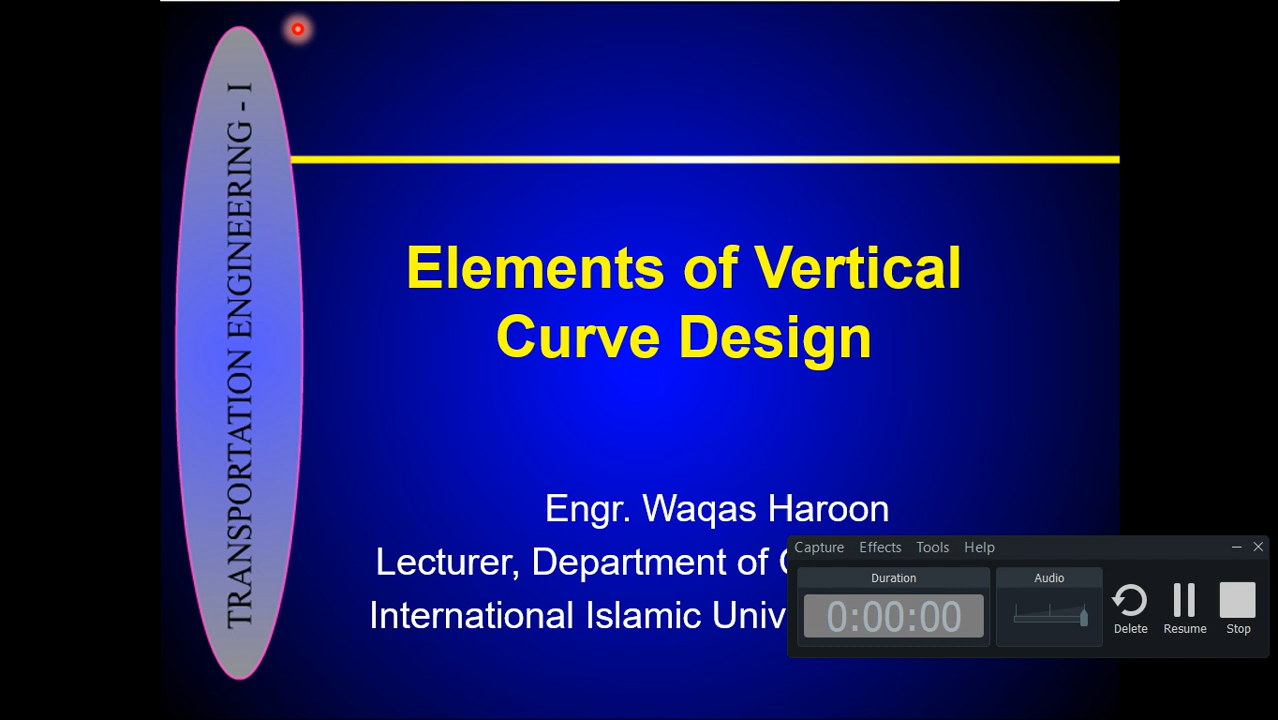 TRANSPORTATION ENGINEERING - I
Elements of Vertical
Curve Design
Engr. Waqas Haroon
Lecturer, Department of
International Islamic
Capture Effects Tools Help
Duration
Audio
0:00:00
Delete Resume Stop